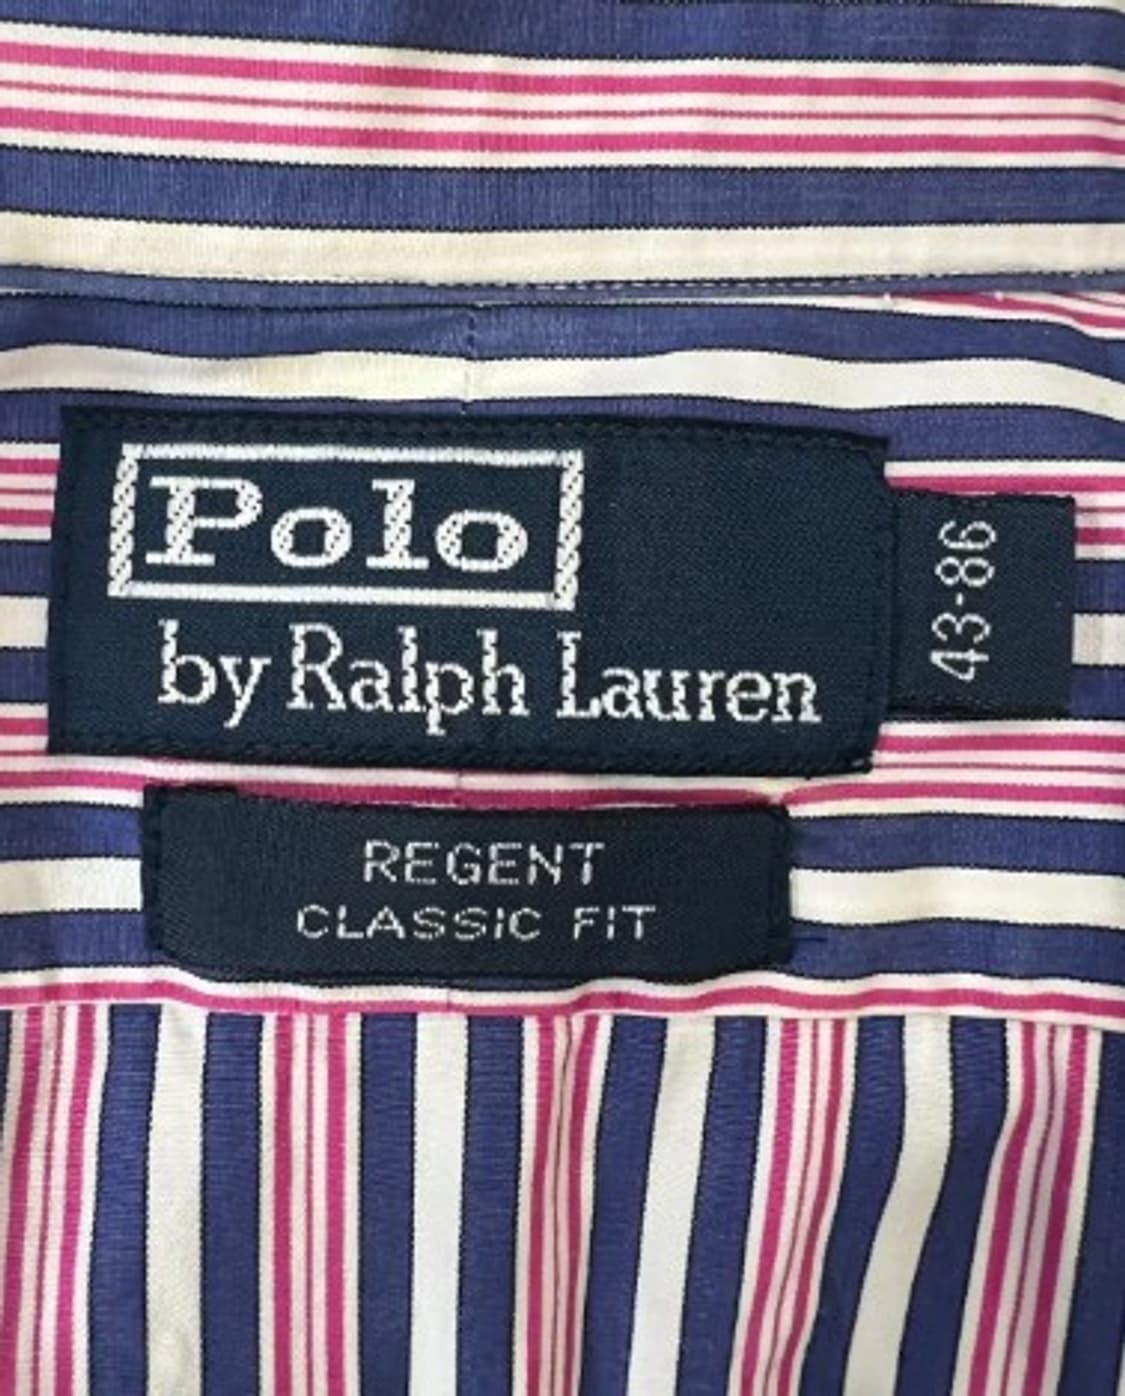 Polo
by Ralph Lauren
43-86
REGENT
CLASSIC FIT